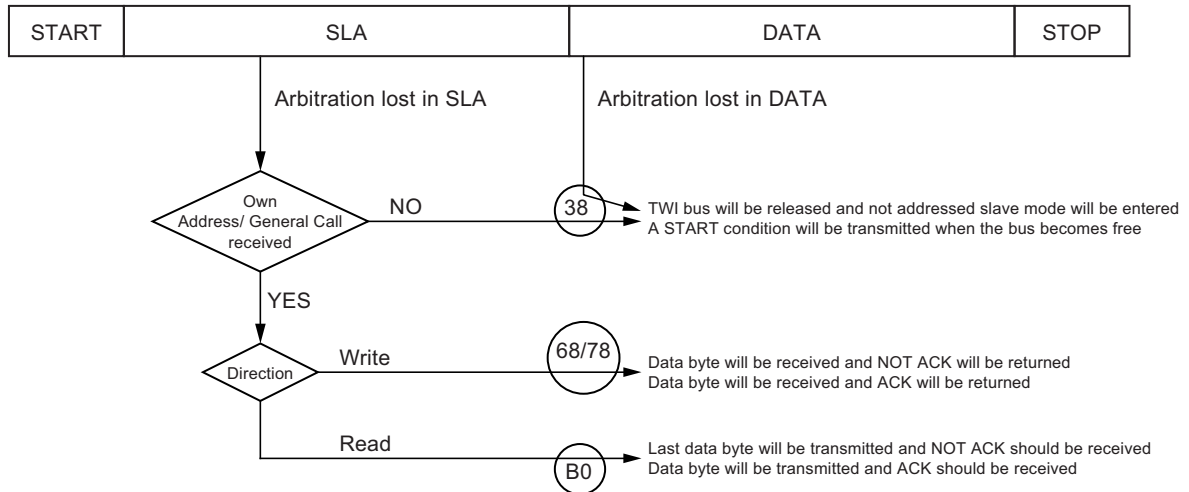 START SLA DATA STOP
Arbitration lost in SLA Arbitration lost in DATA
Own
Address/ General Call
received
NO
38
TWI bus will be released and not addressed slave mode will be entered
A START condition will be transmitted when the bus becomes free
YES
Direction
Write
68/78
Data byte will be received and NOT ACK will be returned
Data byte will be received and ACK will be returned
Read
B0
Last data byte will be transmitted and NOT ACK should be received
Data byte will be transmitted and ACK should be received